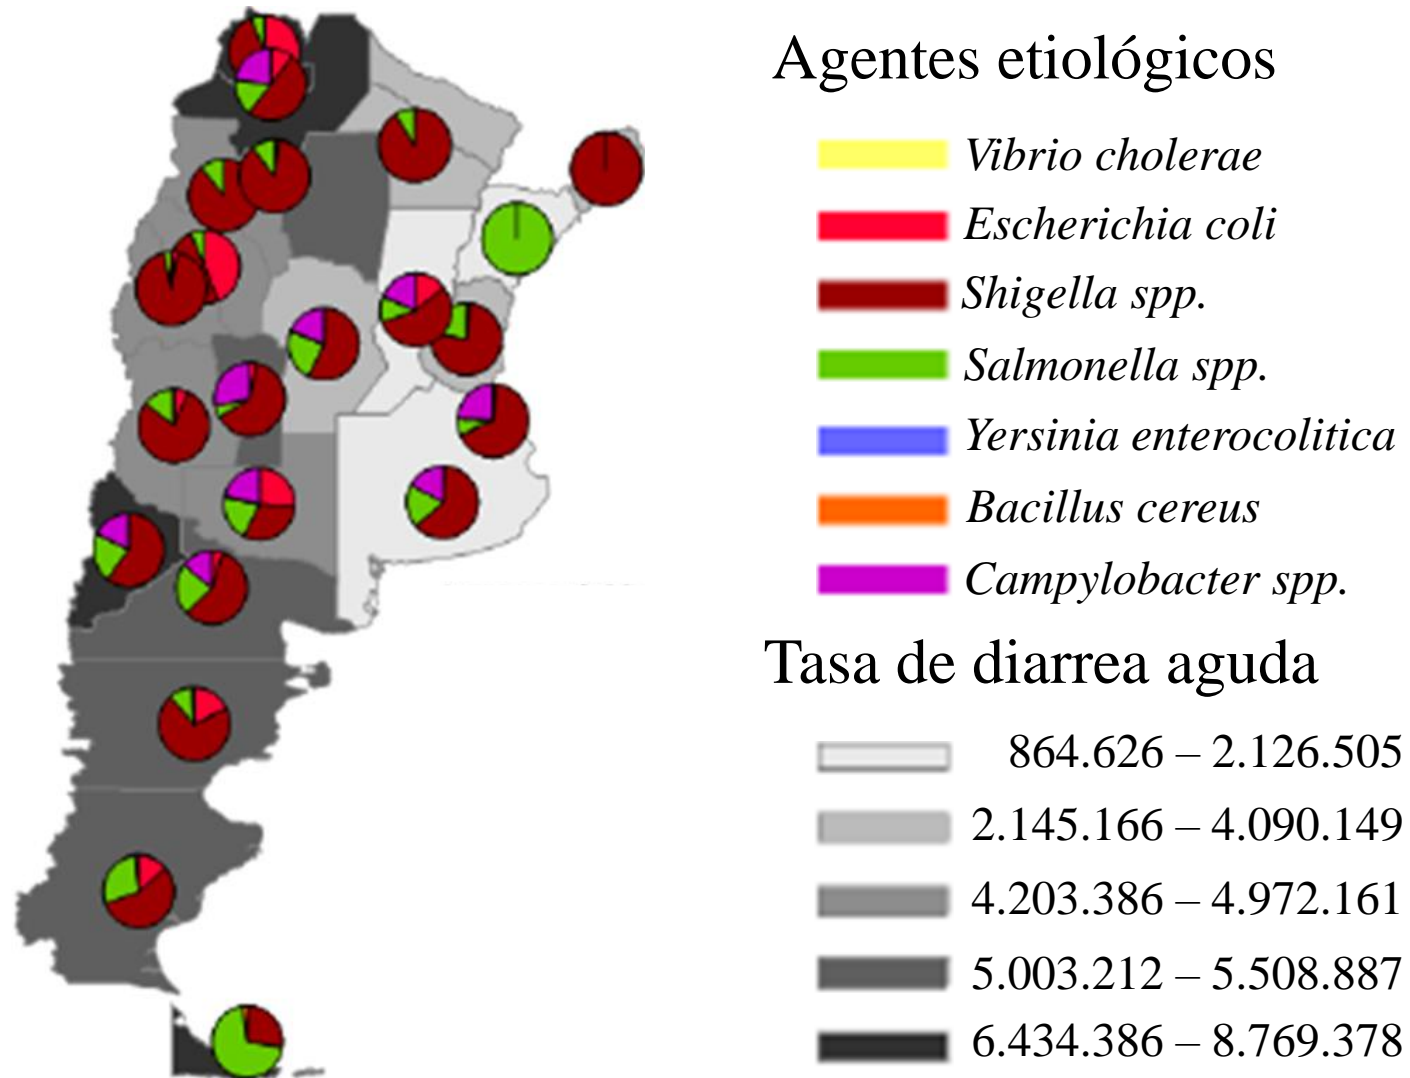 Agentes etiológicos
Vibrio cholerae
Escherichia coli
Shigella spp.
Salmonella spp.
Yersinia enterocolitica
Bacillus cereus
Campylobacter spp.
Tasa de diarrea aguda
864.626 – 2.126.505
2.145.166 – 4.090.149
4.203.386 – 4.972.161
5.003.212 – 5.508.887
6.434.386 – 8.769.378